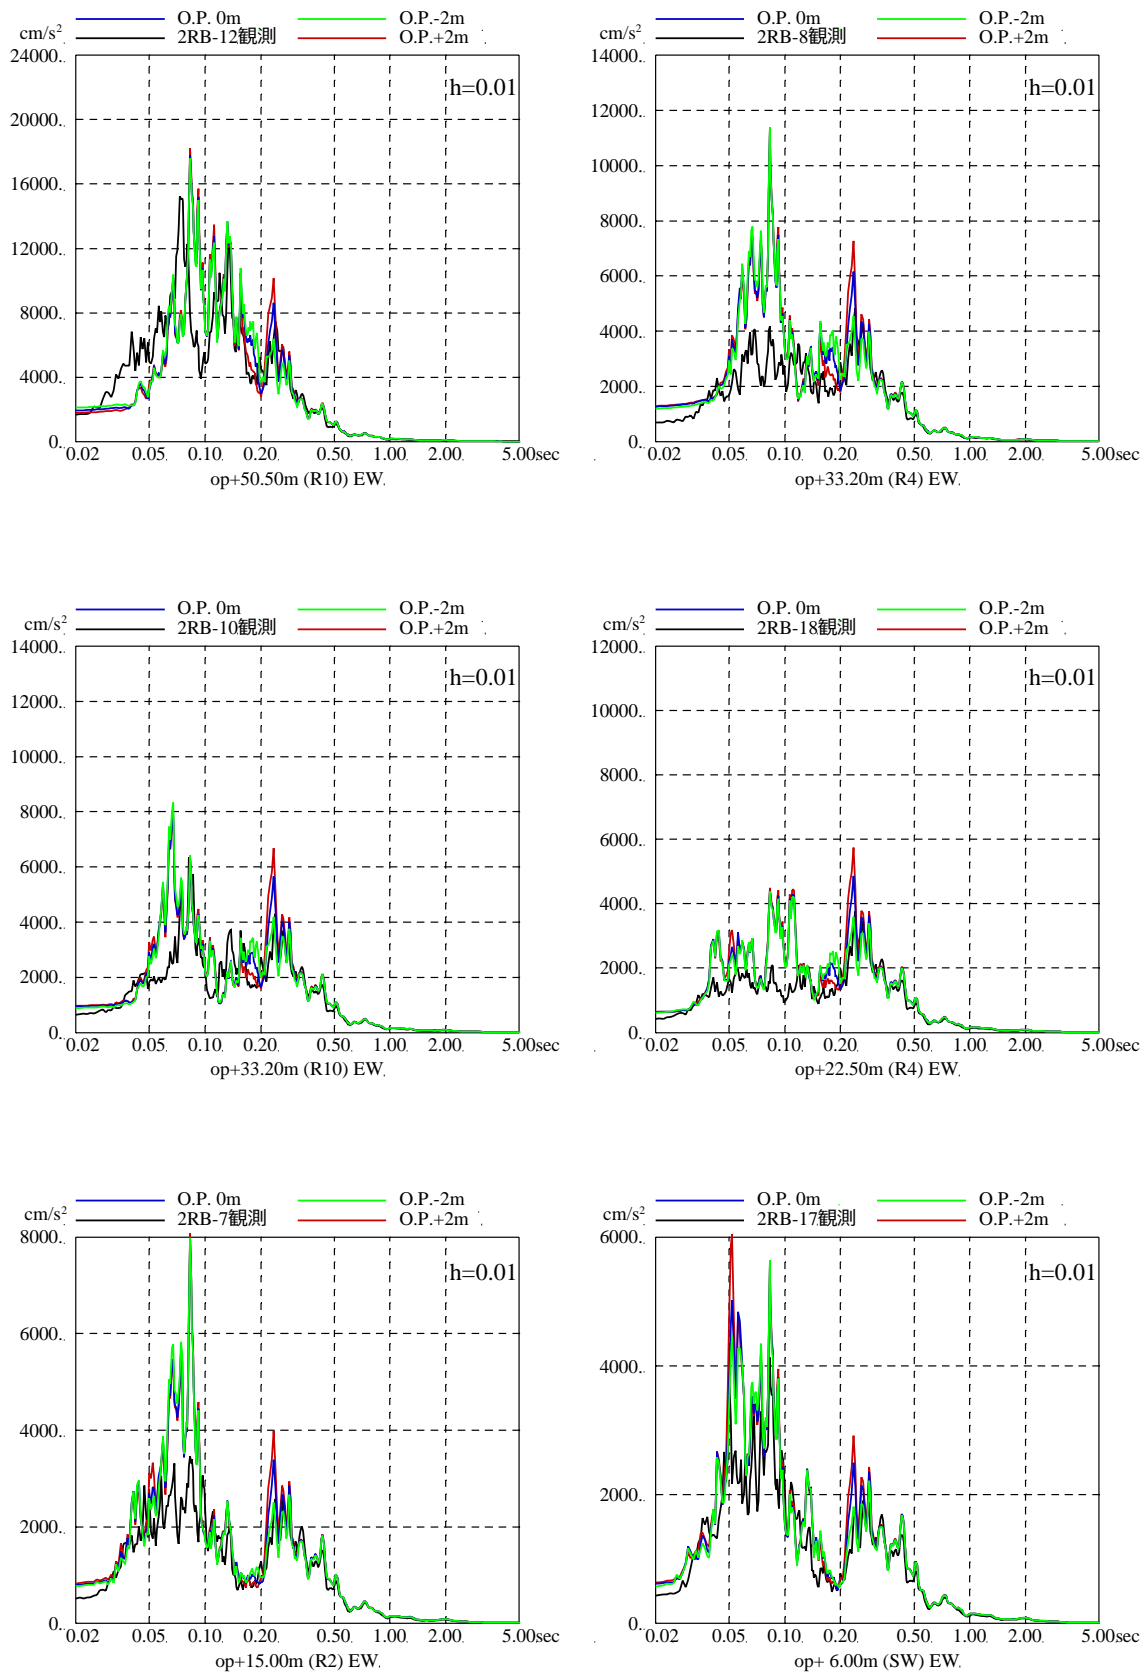 O.P. 0m O.P.-2m
cm/s² 2RB-12観測 O.P.+2m
24000.
h=0.01
20000.
16000.
12000.
8000.
4000.
0.
0.02 0.05 0.10 0.20 0.50 1.00 2.00 5.00sec
op+50.50m (R10) EW
O.P. 0m O.P.-2m
cm/s² 2RB-8観測 O.P.+2m
14000.
h=0.01
12000.
10000.
8000.
6000.
4000.
2000.
0.
0.02 0.05 0.10 0.20 0.50 1.00 2.00 5.00sec
op+33.20m (R4) EW
O.P. 0m O.P.-2m
cm/s² 2RB-10観測 O.P.+2m
14000.
h=0.01
12000.
10000.
8000.
6000.
4000.
2000.
0.
0.02 0.05 0.10 0.20 0.50 1.00 2.00 5.00sec
op+33.20m (R10) EW
O.P. 0m O.P.-2m
cm/s² 2RB-18観測 O.P.+2m
12000.
h=0.01
10000.
8000.
6000.
4000.
2000.
0.
0.02 0.05 0.10 0.20 0.50 1.00 2.00 5.00sec
op+22.50m (R4) EW
O.P. 0m O.P.-2m
cm/s² 2RB-7観測 O.P.+2m
8000.
h=0.01
6000.
4000.
2000.
0.
0.02 0.05 0.10 0.20 0.50 1.00 2.00 5.00sec
op+15.00m (R2) EW
O.P. 0m O.P.-2m
cm/s² 2RB-17観測 O.P.+2m
6000.
h=0.01
4000.
2000.
0.
0.02 0.05 0.10 0.20 0.50 1.00 2.00 5.00sec
op+ 6.00m (SW) EW